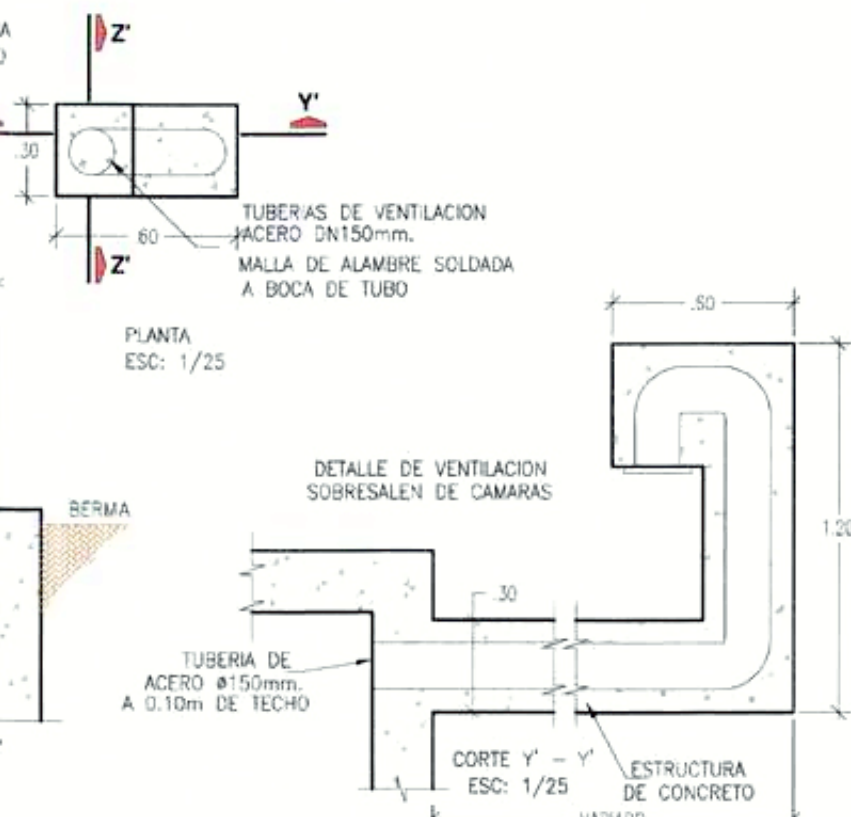 Z'
Y'
.30
TUBERIAS DE VENTILACION
ACERO DN150mm.
.60
Z'
MALLA DE ALAMBRE SOLDADA
A BOCA DE TUBO
PLANTA
ESC: 1/25
.60
DETALLE DE VENTILACION
SOBRESALEN DE CAMARAS
BERMA
1.20
.30
TUBERIA DE
ACERO ø150mm.
A 0.10m DE TECHO
CORTE Y' - Y'
ESC: 1/25
ESTRUCTURA
DE CONCRETO